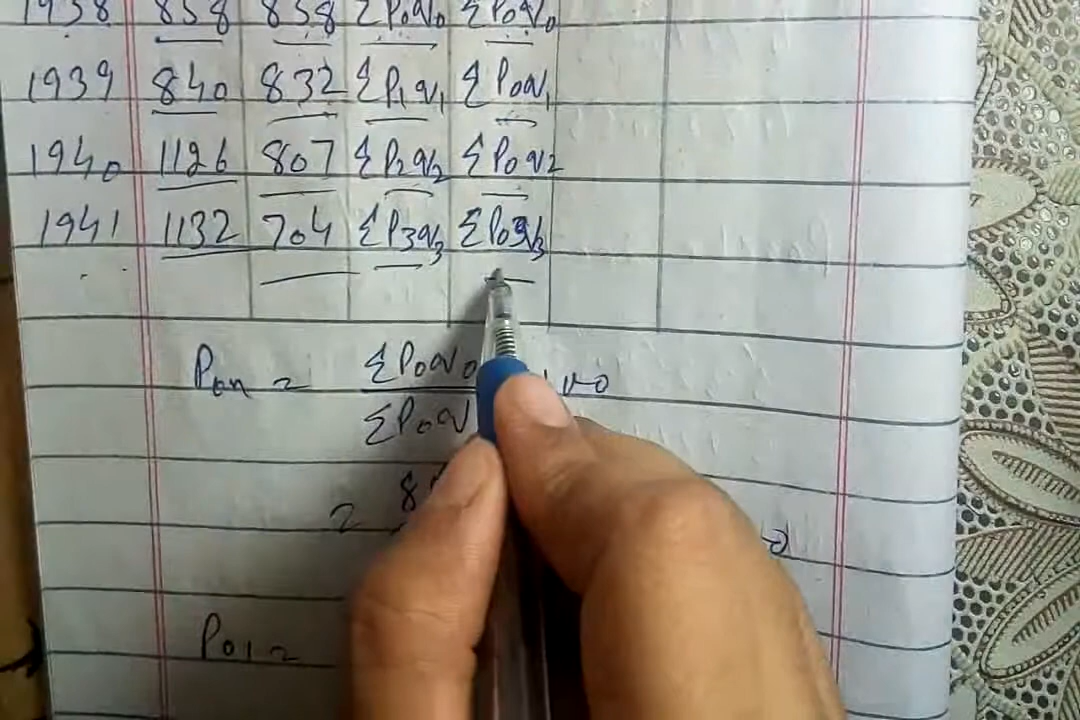 1938 858 858 ΣP₀q₀ ΣP₀q₀
1939 840 832 ΣP₁q₁ ΣP₀q₁
1940 1126 807 ΣP₂q₂ ΣP₀q₂
1941 1132 704 ΣP₃q₃ ΣP₀q₃
P₀n = ΣP₀q₀
ΣP₀q
= 8
P₀₁ =